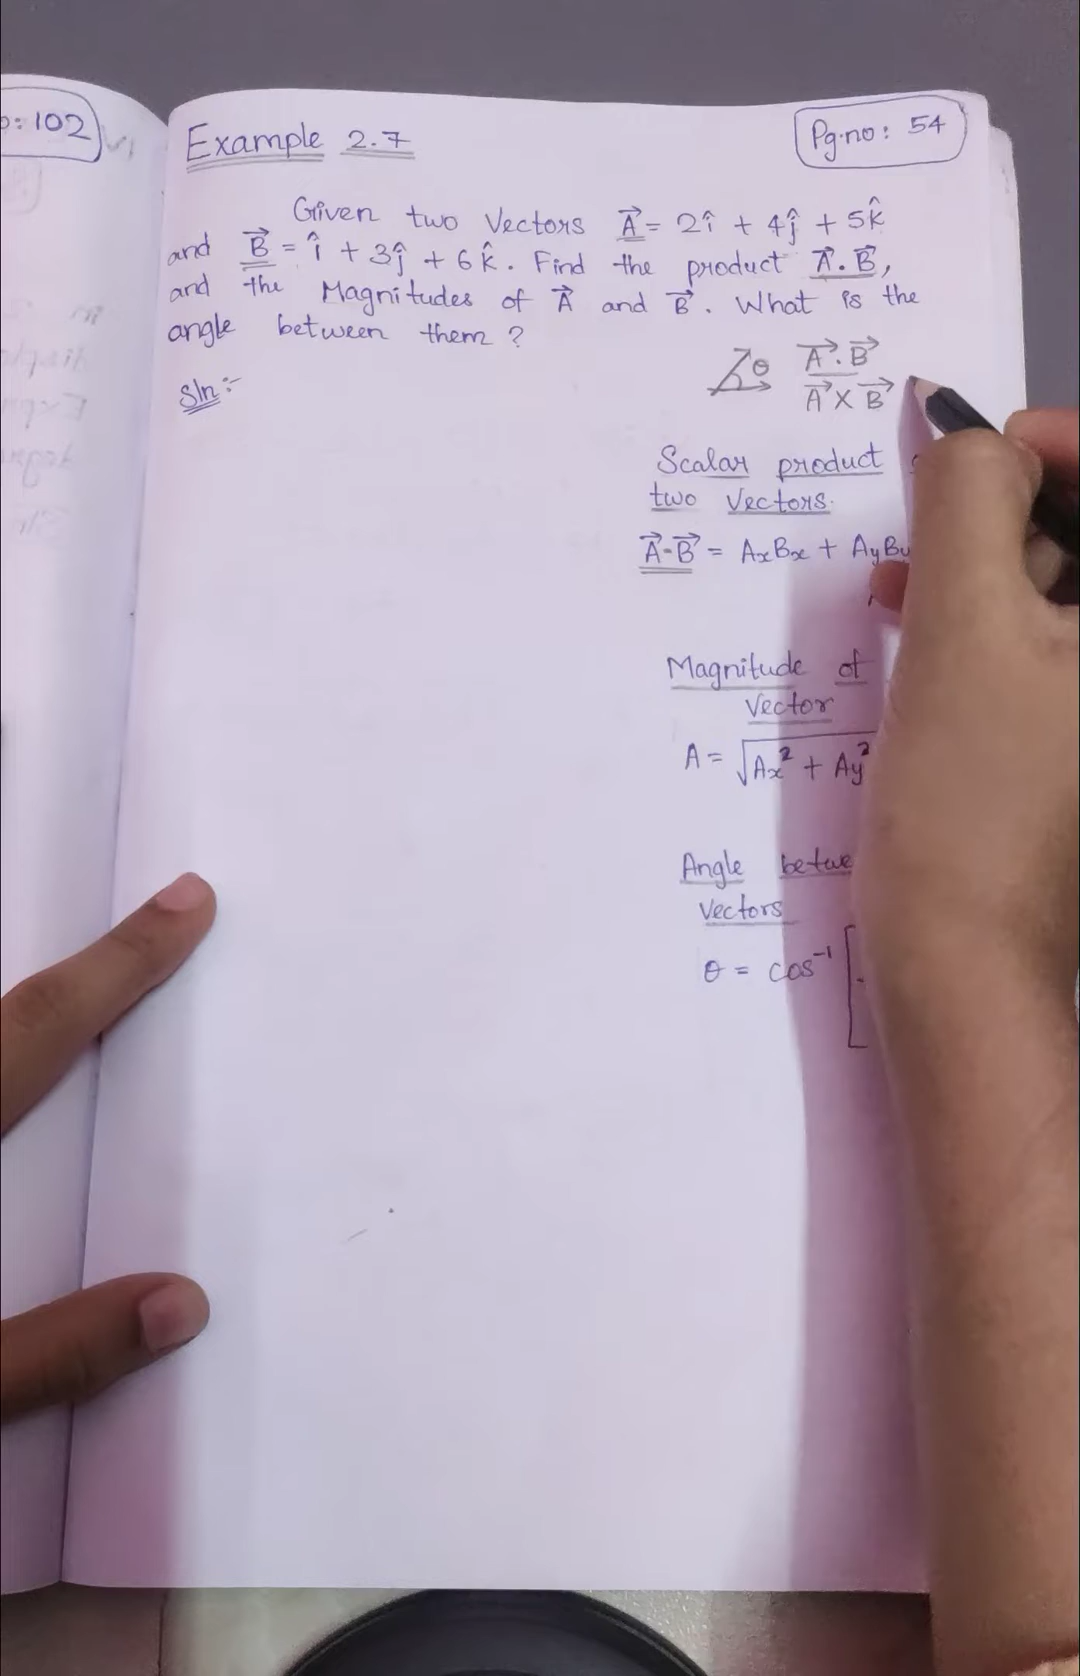 : 102
Example 2.7
Pg.no: 54
Given two Vectors A⃗ = 2î + 4ĵ + 5k̂
and B⃗ = î + 3ĵ + 6k̂. Find the product A⃗.B⃗,
and the Magnitudes of A⃗ and B⃗. What is the
angle between them?
Sln:-
θ A⃗.B⃗
A⃗ X B⃗
Scalar product
two Vectors.
A⃗.B⃗ = AxBx + AyBy
Magnitude of
Vector
A = √Ax² + Ay²
Angle betwe
Vectors
θ = cos⁻¹ [